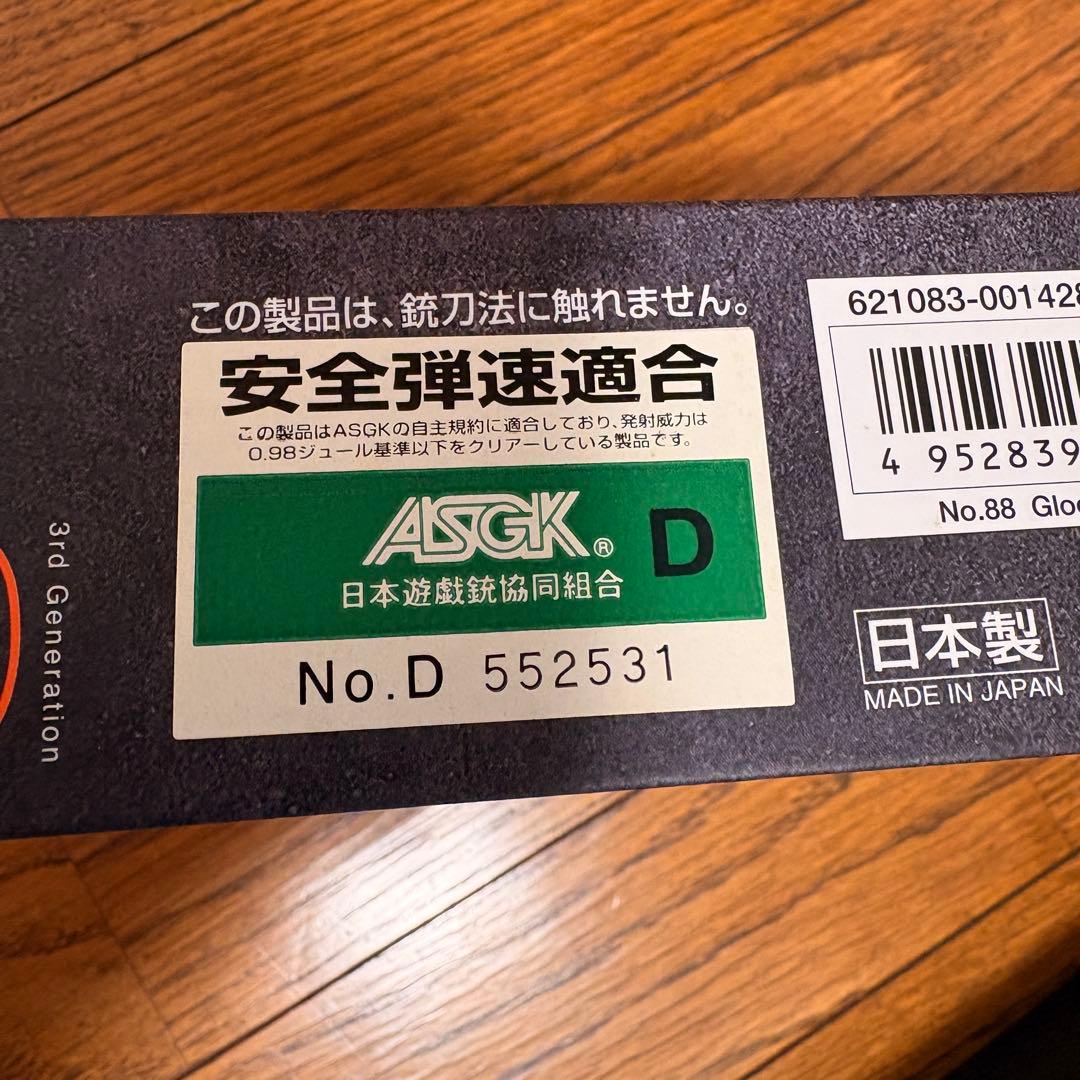 この製品は、銃刀法に触れません。
安全弾速適合
この製品はASGKの自主規約に適合しており、発射威力は
0.98ジュール基準以下をクリアーしている製品です。
ASGK® D
日本遊戯銃協同組合
No.D 552531
3rd Generation
621083-001428
4 952839
No.88
日本製
MADE IN JAPAN